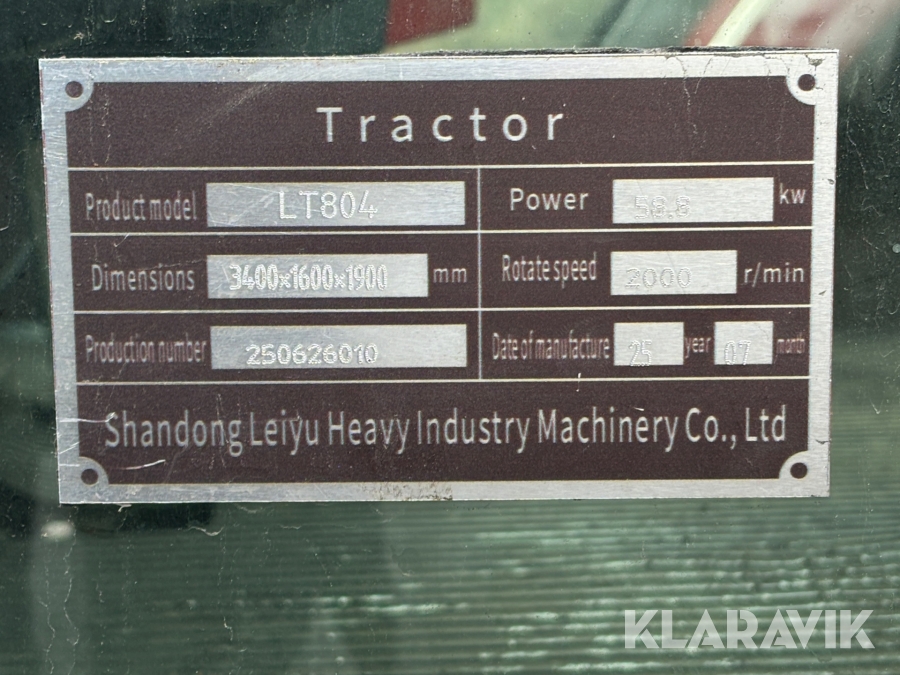 Tractor
Product model LT804 Power 58.8 kw
Dimensions 3400×1600×1900 mm Rotate speed 2000 r/min
Production number 250626010 Date of manufacture 25 year 07 month
Shandong Leiyu Heavy Industry Machinery Co., Ltd
KLARAVIK